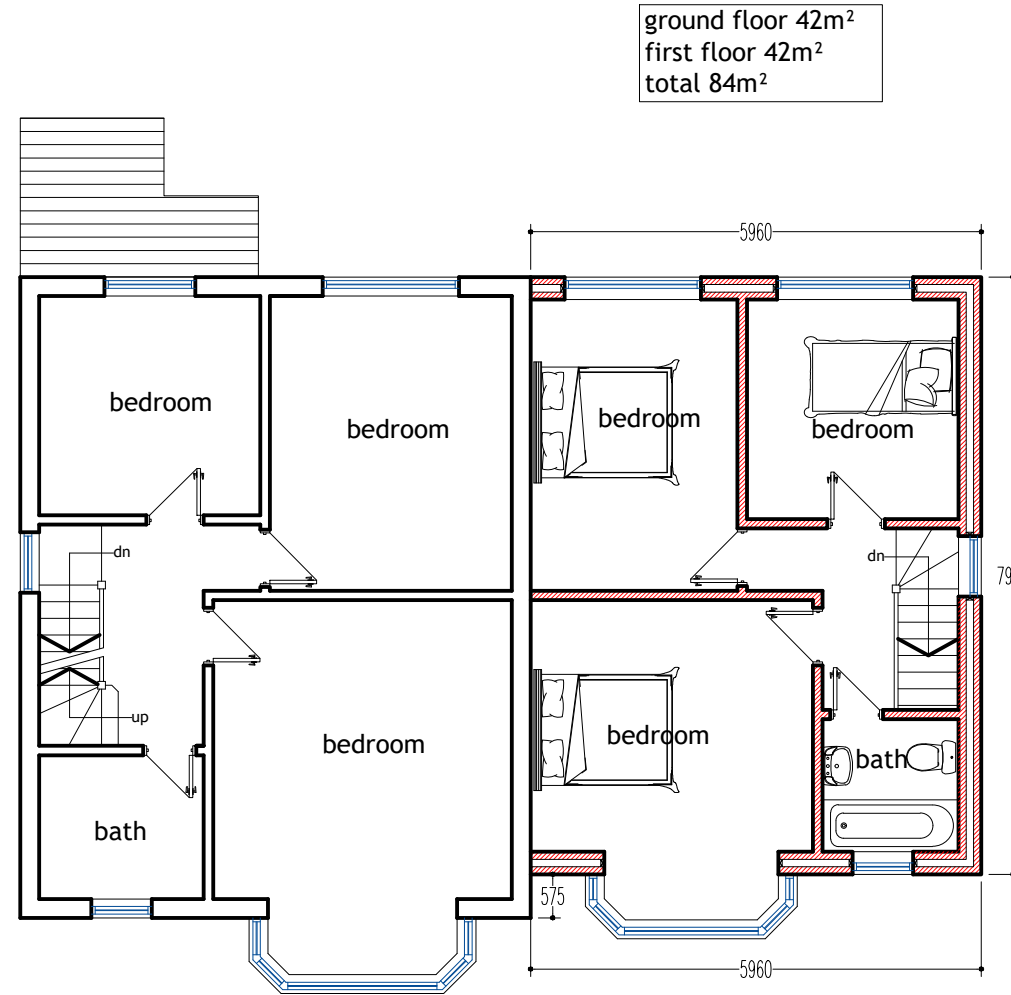 ground floor 42m²
first floor 42m²
total 84m²
5960
bedroom
bedroom
bedroom
bedroom
dn
dn
79
up
bedroom
bedroom
bath
bath
575
5960